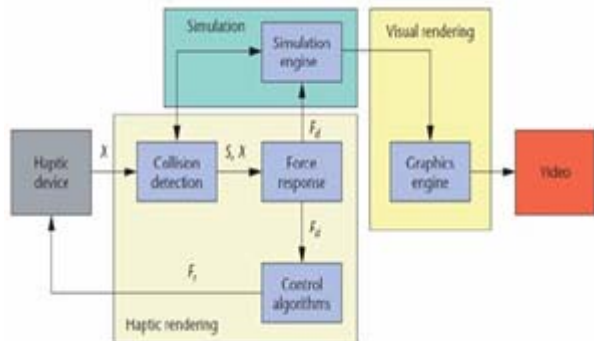 Simulation
Simulation
engine
Visual rendering
F_d
Haptic
device
X
Collision
detection
S, X
Force
response
Graphics
engine
Video
F_d
F_r
Control
algorithms
Haptic rendering